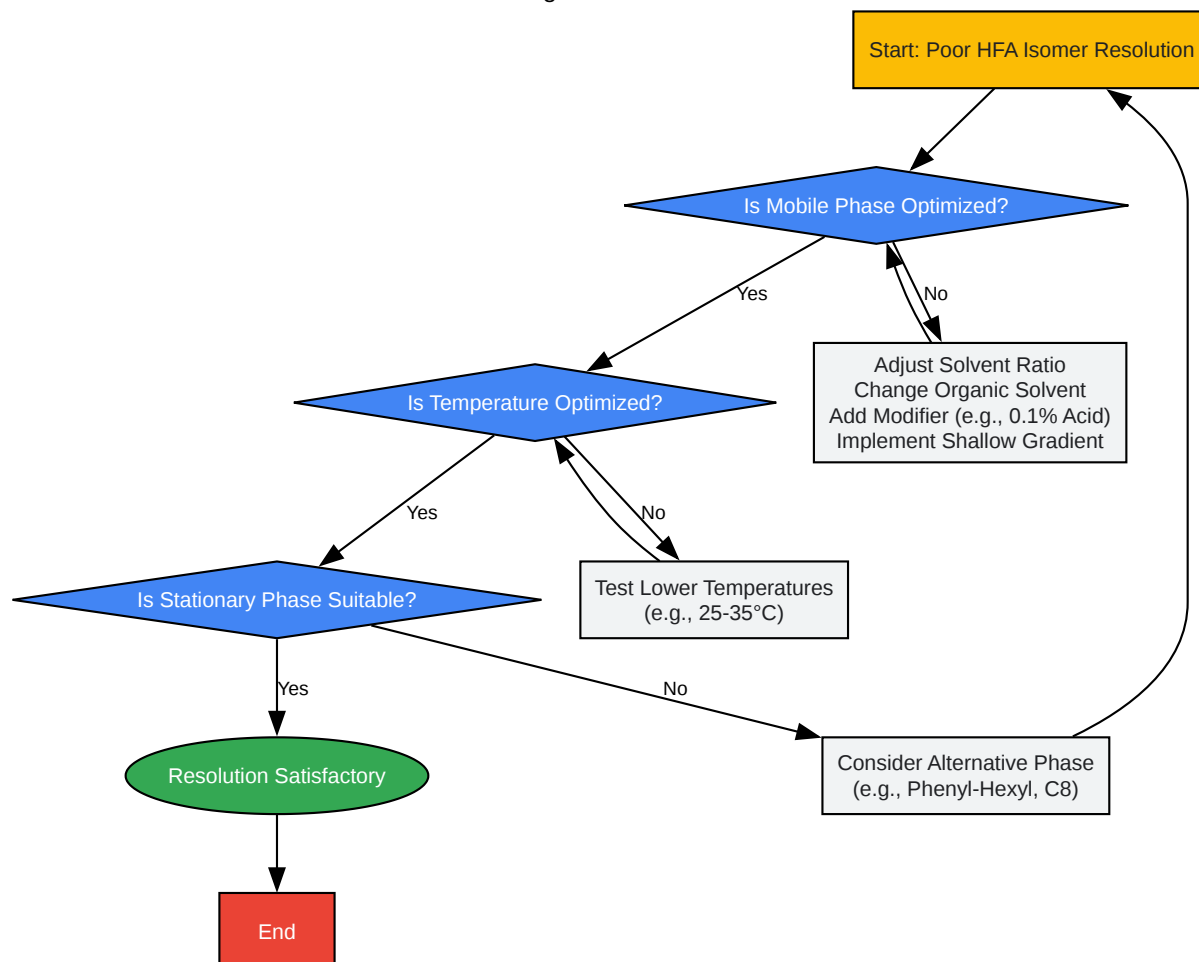 Start: Poor HFA Isomer Resolution
Is Mobile Phase Optimized?
Yes
No
Adjust Solvent Ratio
Change Organic Solvent
Add Modifier (e.g., 0.1% Acid)
Implement Shallow Gradient
Is Temperature Optimized?
Yes
No
Test Lower Temperatures
(e.g., 25-35°C)
Is Stationary Phase Suitable?
Yes
No
Consider Alternative Phase
(e.g., Phenyl-Hexyl, C8)
Resolution Satisfactory
End